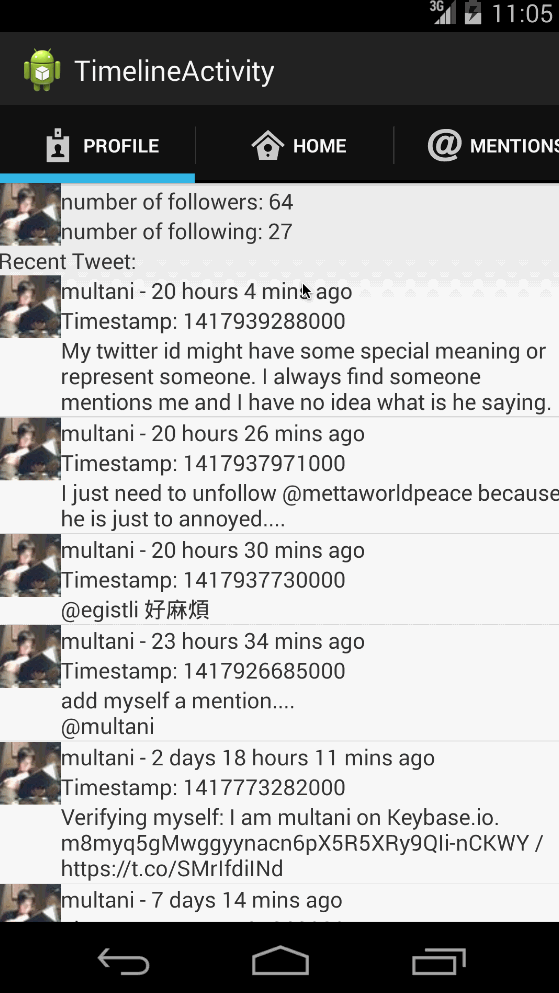 3G 11:05
TimelineActivity
PROFILE HOME @ MENTIONS
number of followers: 64
number of following: 27
Recent Tweet:
multani - 20 hours 4 mins ago
Timestamp: 1417939288000
My twitter id might have some special meaning or
represent someone. I always find someone
mentions me and I have no idea what is he saying.
multani - 20 hours 26 mins ago
Timestamp: 1417937971000
I just need to unfollow @mettaworldpeace because
he is just to annoyed....
multani - 20 hours 30 mins ago
Timestamp: 1417937730000
@egistli 好麻煩
multani - 23 hours 34 mins ago
Timestamp: 1417926685000
add myself a mention....
@multani
multani - 2 days 18 hours 11 mins ago
Timestamp: 1417773282000
Verifying myself: I am multani on Keybase.io.
m8myq5gMwggyynacn6pX5R5XRy9QIi-nCKWY /
https://t.co/SMrIfdiINd
multani - 7 days 14 mins ago